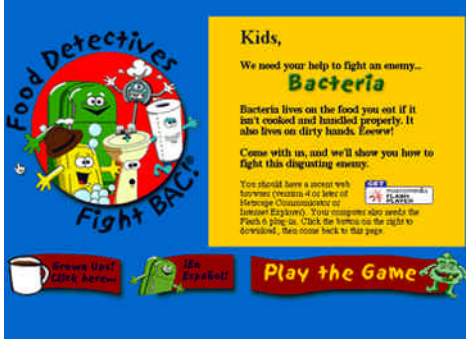 Food Detectives
Fight BAC!®
Kids,
We need your help to fight an enemy...
Bacteria
Bacteria lives on the food you eat if it
isn't cooked and handled properly. It
also lives on dirty hands. Eeeww!
Come with us, and we'll show you how to
fight this disgusting enemy.
You should have a recent web
browser (version 4 or later of
Netscape Communicator or
Internet Explorer). Your computer also needs the
Flash 6 plug-in. Click the button on the right to
download, then come back to this page.
GET
MACROMEDIA
FLASH
PLAYER
Grown Ups!
Click here...
¡En
Español!
Play the Game